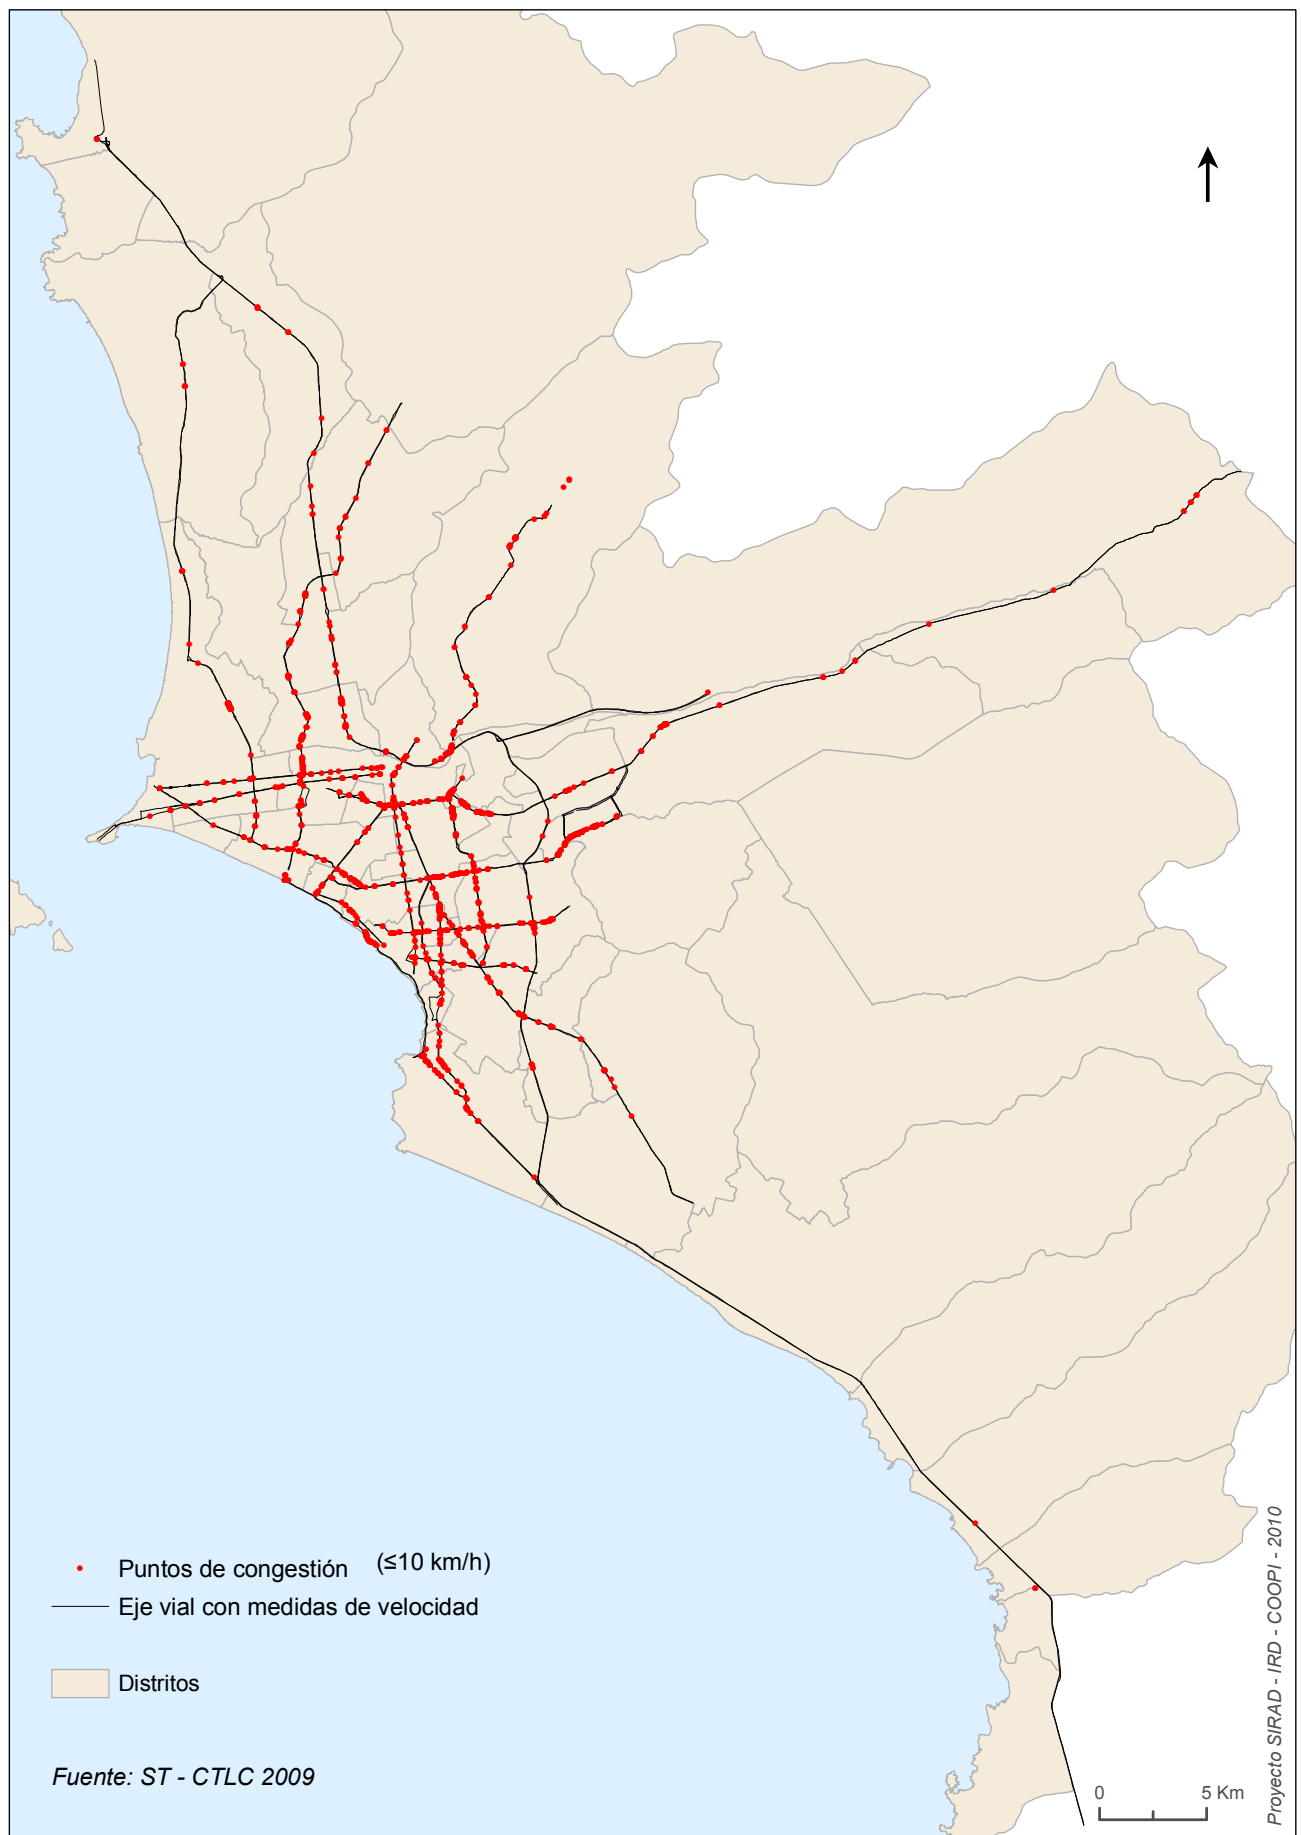 Puntos de congestión (≤10 km/h)
Eje vial con medidas de velocidad
Distritos
Fuente: ST - CTLC 2009
0 5 Km
Proyecto SIRAD - IRD - COOPI - 2010